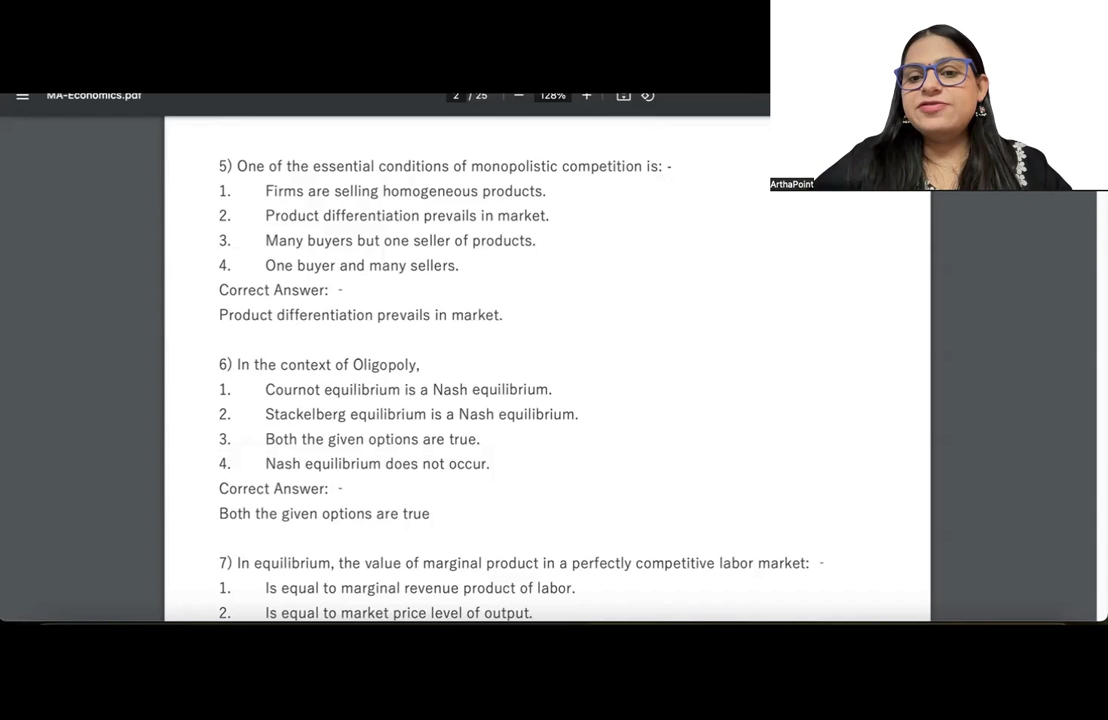 MA-Economics.pdf 2 / 25 128%
ArthaPoint
5) One of the essential conditions of monopolistic competition is: -
1. Firms are selling homogeneous products.
2. Product differentiation prevails in market.
3. Many buyers but one seller of products.
4. One buyer and many sellers.
Correct Answer: -
Product differentiation prevails in market.
6) In the context of Oligopoly,
1. Cournot equilibrium is a Nash equilibrium.
2. Stackelberg equilibrium is a Nash equilibrium.
3. Both the given options are true.
4. Nash equilibrium does not occur.
Correct Answer: -
Both the given options are true
7) In equilibrium, the value of marginal product in a perfectly competitive labor market: -
1. Is equal to marginal revenue product of labor.
2. Is equal to market price level of output.